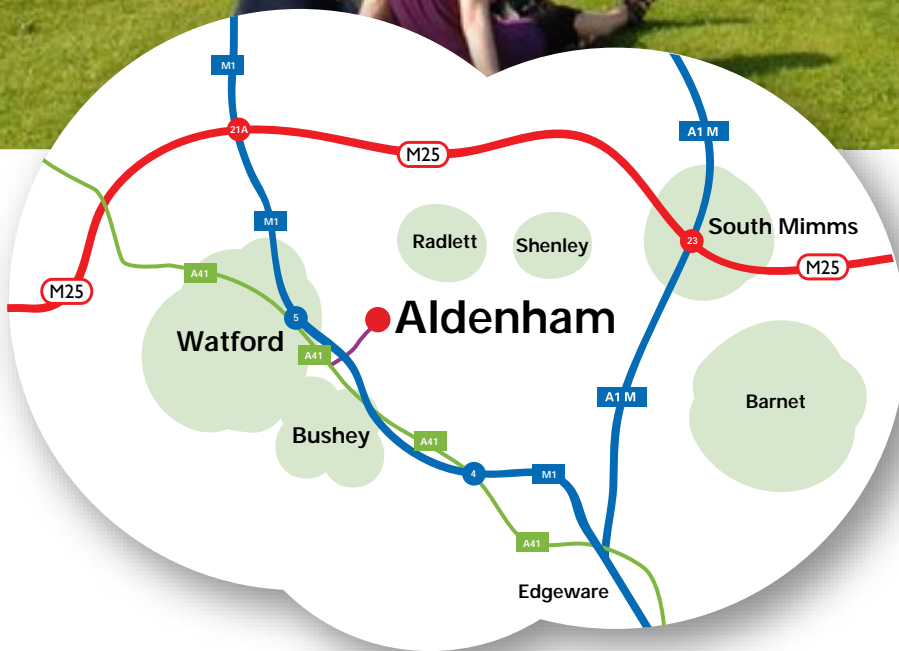 M1
A1 M
21A
M25
M1
South Mimms
Radlett
Shenley
23
M25
A41
M25
5
Aldenham
Watford
A41
A1 M
Barnet
Bushey
A41
4
M1
A41
Edgeware